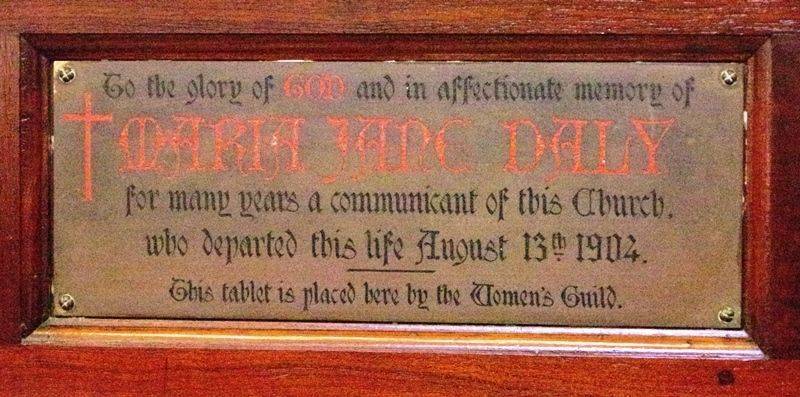 To the glory of GOD and in affectionate memory of
MARIA JANE DALY
for many years a communicant of this Church.
who departed this life August 13th 1904.
This tablet is placed here by the Women's Guild.